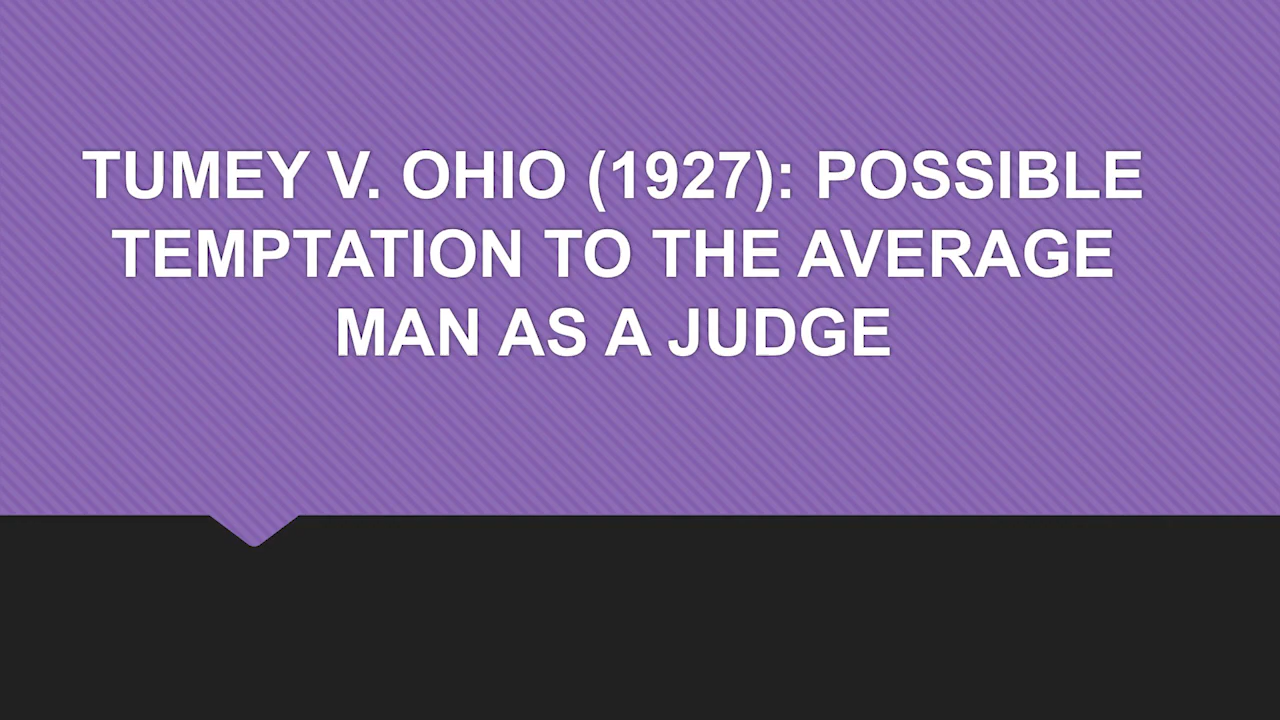 TUMEY V. OHIO (1927): POSSIBLE
TEMPTATION TO THE AVERAGE
MAN AS A JUDGE